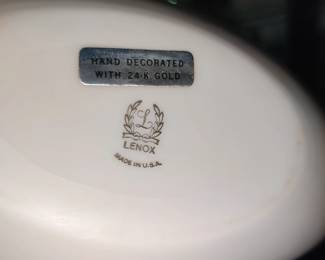 HAND DECORATED
WITH 24-K GOLD
L
LENOX
MADE IN U.S.A.